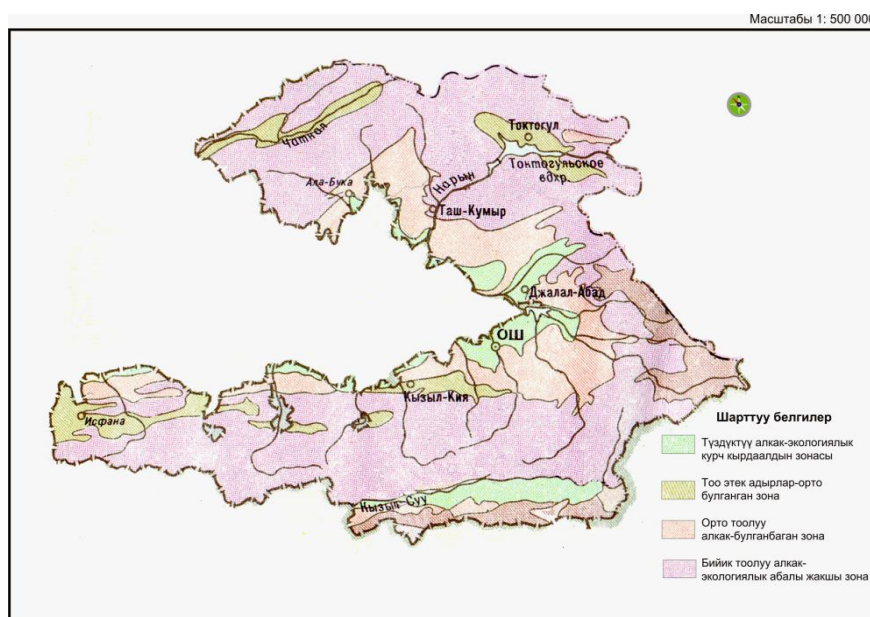 Масштабы 1: 500 000
Чаткал
Токтогул
Токтогульское
вдхр.
Нарын
Ала-Бука
Таш-Кумыр
Джалал-Абад
ОШ
Кызыл-Кия
Исфана
Кызыл-Суу
Шарттуу белгилер
Түздүктүү алкак-экологиялык
курч кырдаалдын зонасы
Тоо этек адырлар-орто
булганган зона
Орто тоолуу
алкак-булганбаган зона
Бийик тоолуу алкак-
экологиялык абалы жакшы зона